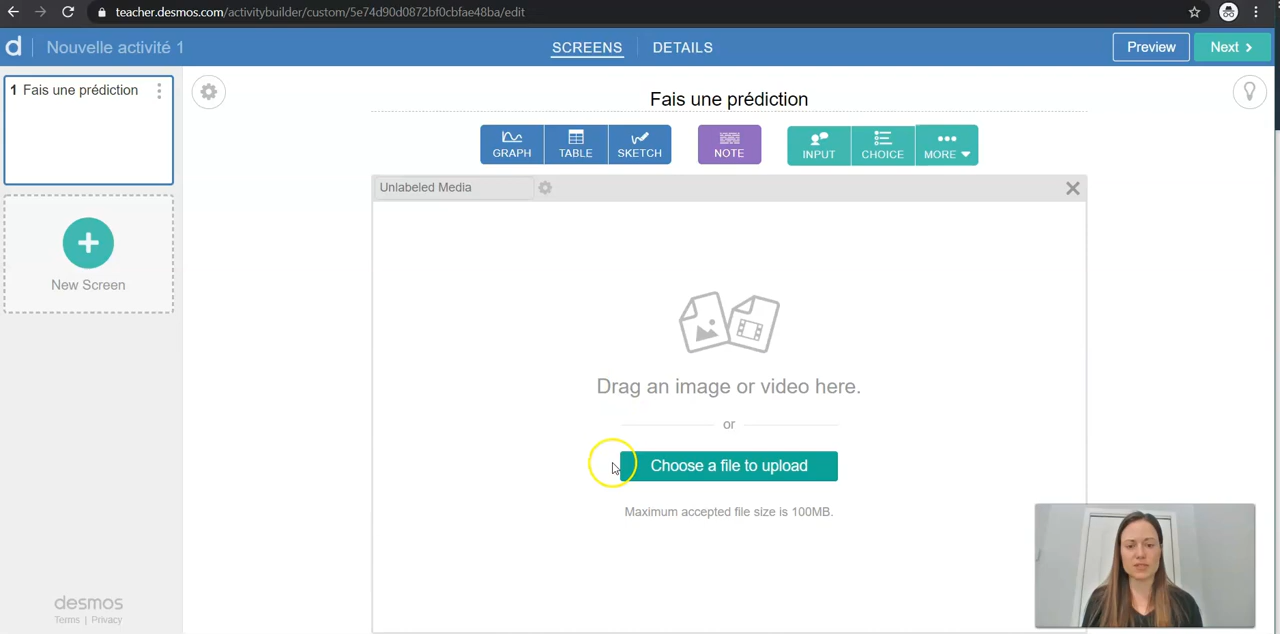 teacher.desmos.com/activitybuilder/custom/5e74d90d0872bf0cbfae48ba/edit
d Nouvelle activité 1 SCREENS DETAILS Preview Next >
1 Fais une prédiction
Fais une prédiction
GRAPH TABLE SKETCH NOTE INPUT CHOICE MORE
Unlabeled Media
New Screen
Drag an image or video here.
or
Choose a file to upload
Maximum accepted file size is 100MB.
desmos
Terms | Privacy